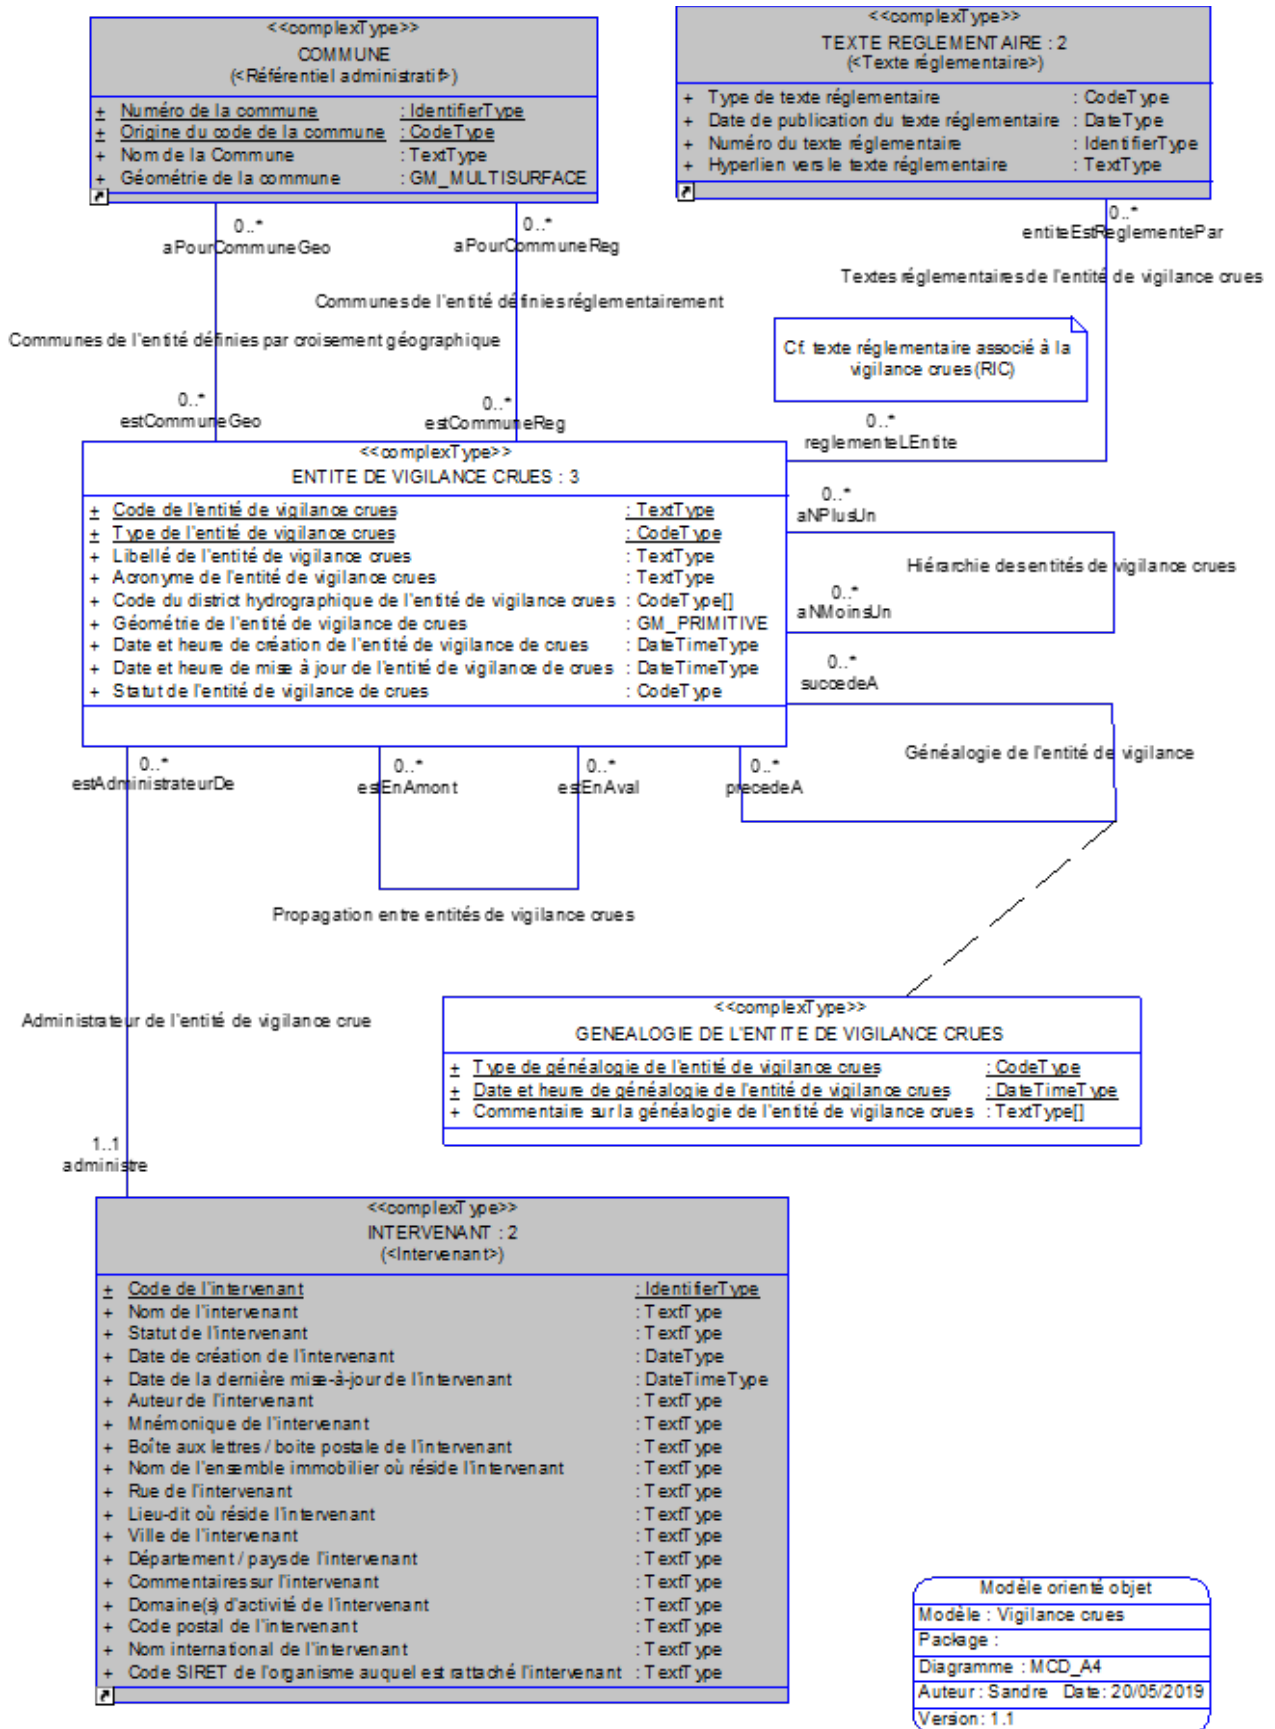 <<complexType>>
COMMUNE
(<Référentiel administratif>)
+ Numéro de la commune : IdentifierType
+ Origine du code de la commune : CodeType
+ Nom de la Commune : TextType
+ Géométrie de la commune : GM_MULTISURFACE
<<complexType>>
TEXTE REGLEMENTAIRE : 2
(<Texte réglementaire>)
+ Type de texte réglementaire : CodeType
+ Date de publication du texte réglementaire : DateType
+ Numéro du texte réglementaire : IdentifierType
+ Hyperlien vers le texte réglementaire : TextType
0..*
aPourCommuneGeo
0..*
aPourCommuneReg
0..*
entiteEstReglementePar
Textes réglementaires de l'entité de vigilance crues
Communes de l'entité définies réglementairement
Communes de l'entité définies par croisement géographique
Cf. texte réglementaire associé à la
vigilance crues (RIC)
0..*
estCommuneGeo
0..*
estCommuneReg
0..*
reglementeLEntite
<<complexType>>
ENTITE DE VIGILANCE CRUES : 3
+ Code de l'entité de vigilance crues : TextType
+ Type de l'entité de vigilance crues : CodeType
+ Libellé de l'entité de vigilance crues : TextType
+ Acronyme de l'entité de vigilance crues : TextType
+ Code du district hydrographique de l'entité de vigilance crues : CodeType[]
+ Géométrie de l'entité de vigilance de crues : GM_PRIMITIVE
+ Date et heure de création de l'entité de vigilance de crues : DateTimeType
+ Date et heure de mise à jour de l'entité de vigilance de crues : DateTimeType
+ Statut de l'entité de vigilance de crues : CodeType
0..*
aNPlusUn
Hiérarchie des entités de vigilance crues
0..*
aNMoinsUn
0..*
succedeA
Généalogie de l'entité de vigilance
0..*
estAdministrateurDe
0..*
estEnAmont
0..*
estEnAval
0..*
precedeA
Propagation entre entités de vigilance crues
<<complexType>>
GENEALOGIE DE L'ENTITE DE VIGILANCE CRUES
+ Type de généalogie de l'entité de vigilance crues : CodeType
+ Date et heure de généalogie de l'entité de vigilance crues : DateTimeType
+ Commentaire sur la généalogie de l'entité de vigilance crues : TextType[]
Administrateur de l'entité de vigilance crue
1..1
administre
<<complexType>>
INTERVENANT : 2
(<Intervenant>)
+ Code de l'intervenant : IdentifierType
+ Nom de l'intervenant : TextType
+ Statut de l'intervenant : TextType
+ Date de création de l'intervenant : DateType
+ Date de la dernière mise-à-jour de l'intervenant : DateTimeType
+ Auteur de l'intervenant : TextType
+ Mnémonique de l'intervenant : TextType
+ Boîte aux lettres / boite postale de l'intervenant : TextType
+ Nom de l'ensemble immobilier où réside l'intervenant : TextType
+ Rue de l'intervenant : TextType
+ Lieu-dit où réside l'intervenant : TextType
+ Ville de l'intervenant : TextType
+ Département / pays de l'intervenant : TextType
+ Commentaires sur l'intervenant : TextType
+ Domaine(s) d'activité de l'intervenant : TextType
+ Code postal de l'intervenant : TextType
+ Nom international de l'intervenant : TextType
+ Code SIRET de l'organisme auquel est rattaché l'intervenant : TextType
Modèle orienté objet
Modèle : Vigilance crues
Package :
Diagramme : MCD_A4
Auteur : Sandre Date: 20/05/2019
Version: 1.1